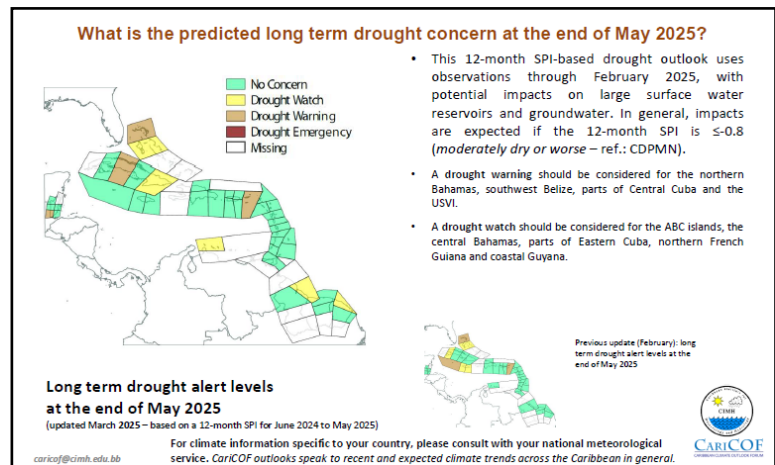 What is the predicted long term drought concern at the end of May 2025?
No Concern
Drought Watch
Drought Warning
Drought Emergency
Missing
• This 12-month SPI-based drought outlook uses
observations through February 2025, with
potential impacts on large surface water
reservoirs and groundwater. In general, impacts
are expected if the 12-month SPI is ≤-0.8
(moderately dry or worse – ref.: CDPMN).
• A drought warning should be considered for the northern
Bahamas, southwest Belize, parts of Central Cuba and the
USVI.
• A drought watch should be considered for the ABC islands, the
central Bahamas, parts of Eastern Cuba, northern French
Guiana and coastal Guyana.
Previous update (February): long
term drought alert levels at the
end of May 2025
Long term drought alert levels
at the end of May 2025
(updated March 2025 – based on a 12-month SPI for June 2024 to May 2025)
For climate information specific to your country, please consult with your national meteorological
service. CariCOF outlooks speak to recent and expected climate trends across the Caribbean in general.
caricof@cimh.edu.bb
CIMH
CARICOF
CARIBBEAN CLIMATE OUTLOOK FORUM